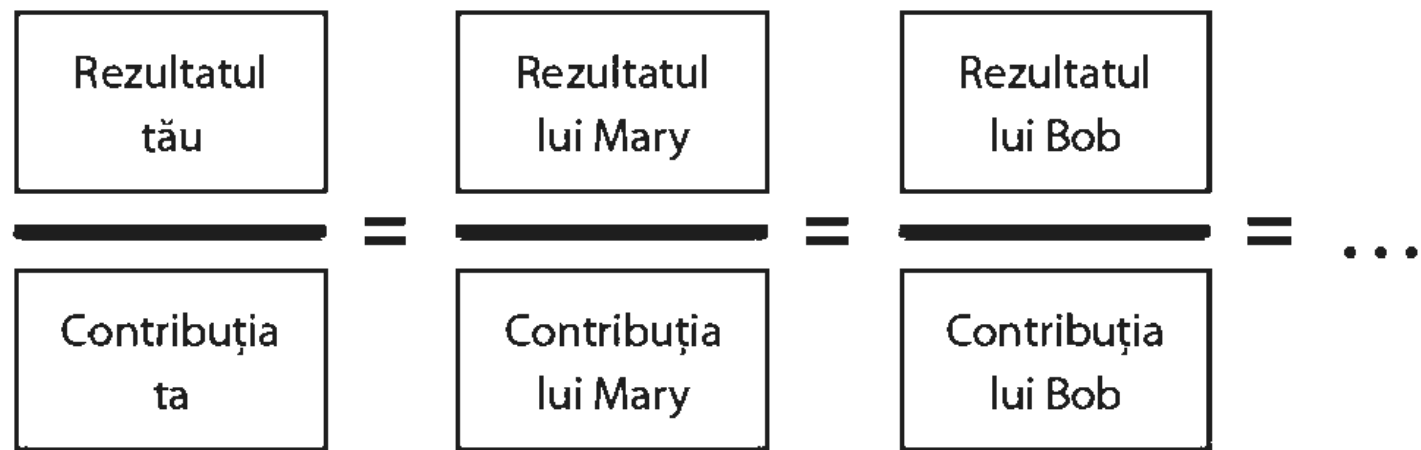 Rezultatul
tău
Rezultatul
lui Mary
Rezultatul
lui Bob
=
=
= ...
Contribuția
ta
Contribuția
lui Mary
Contribuția
lui Bob